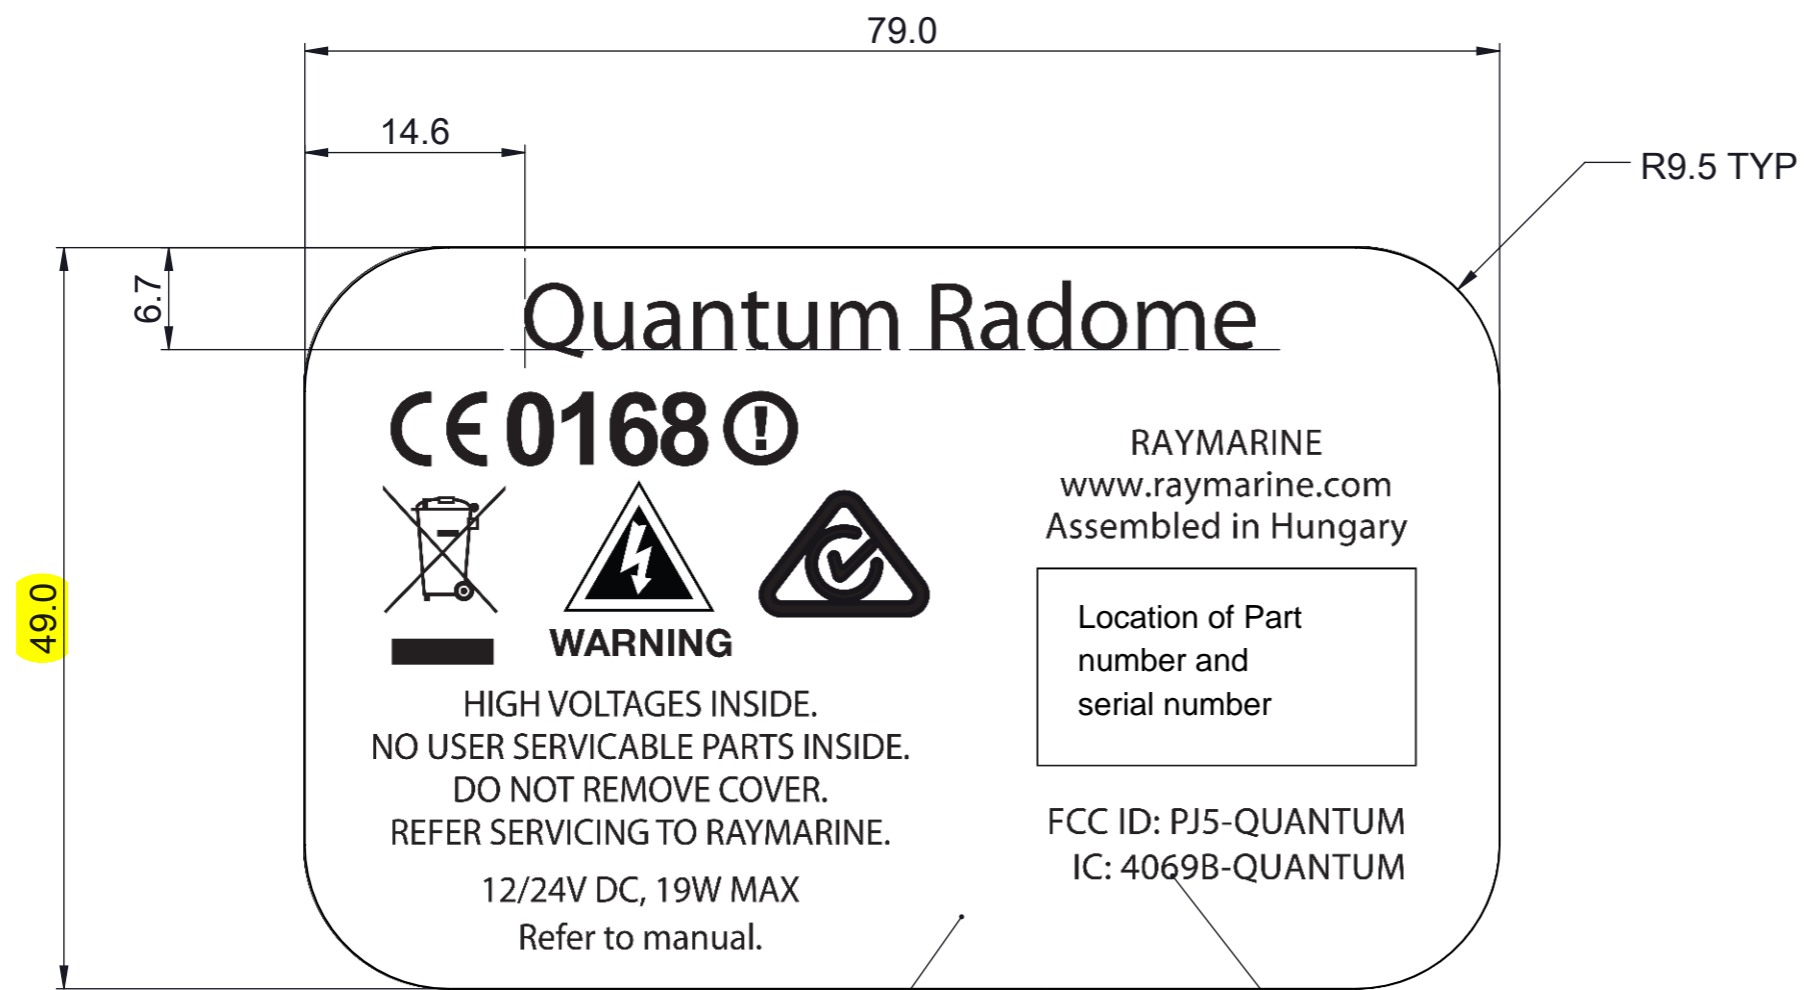 79.0
14.6
R9.5 TYP
6.7
49.0
Quantum Radome
CE 0168 !
WARNING
HIGH VOLTAGES INSIDE.
NO USER SERVICABLE PARTS INSIDE.
DO NOT REMOVE COVER.
REFER SERVICING TO RAYMARINE.
12/24V DC, 19W MAX
Refer to manual.
RAYMARINE
www.raymarine.com
Assembled in Hungary
Location of Part
number and
serial number
FCC ID: PJ5-QUANTUM
IC: 4069B-QUANTUM